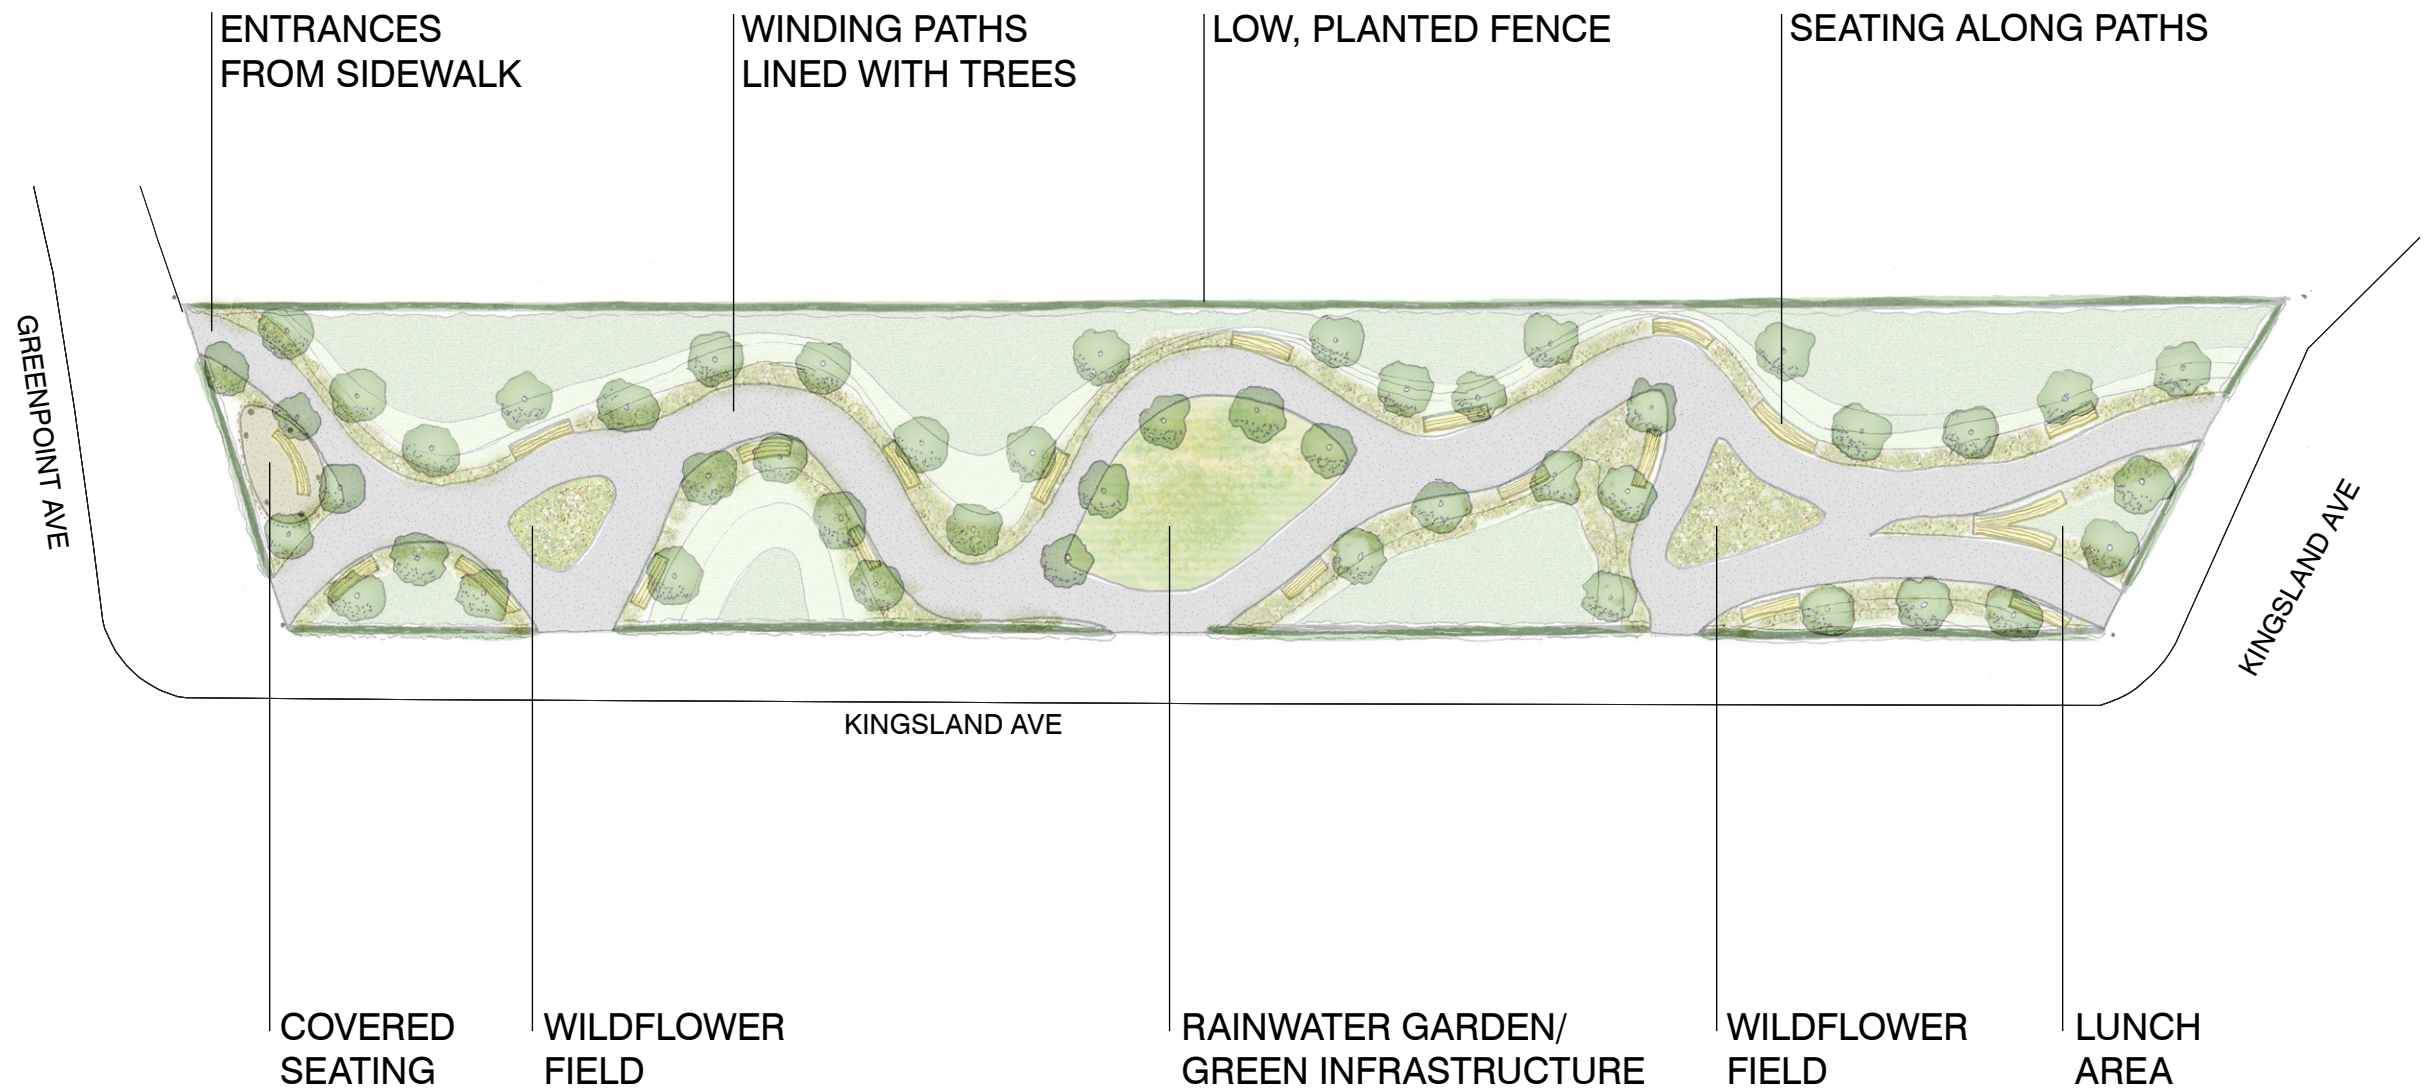 ENTRANCES
FROM SIDEWALK
WINDING PATHS
LINED WITH TREES
LOW, PLANTED FENCE
SEATING ALONG PATHS
GREENPOINT AVE
KINGSLAND AVE
KINGSLAND AVE
COVERED
SEATING
WILDFLOWER
FIELD
RAINWATER GARDEN/
GREEN INFRASTRUCTURE
WILDFLOWER
FIELD
LUNCH
AREA